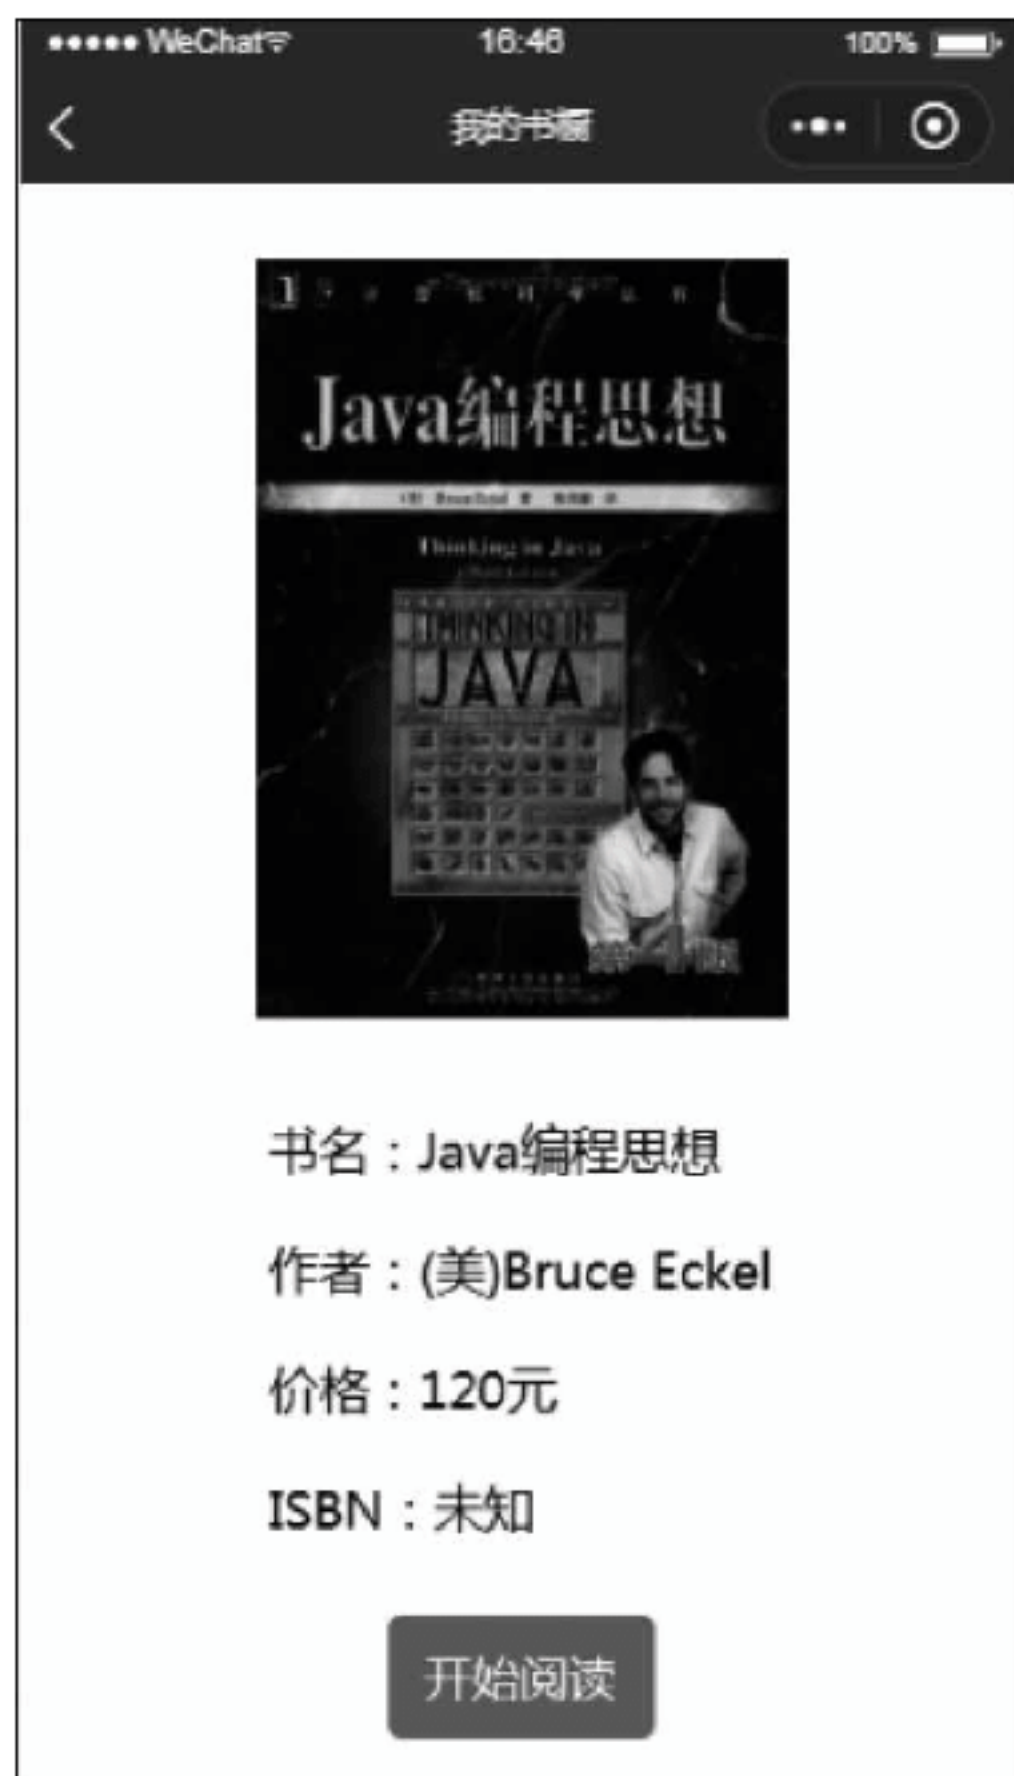 ●●●●● WeChat 16:46 100%
我的书橱
Java编程思想
Thinking in Java
THINKING IN
JAVA
书名：Java编程思想
作者：(美)Bruce Eckel
价格：120元
ISBN：未知
开始阅读